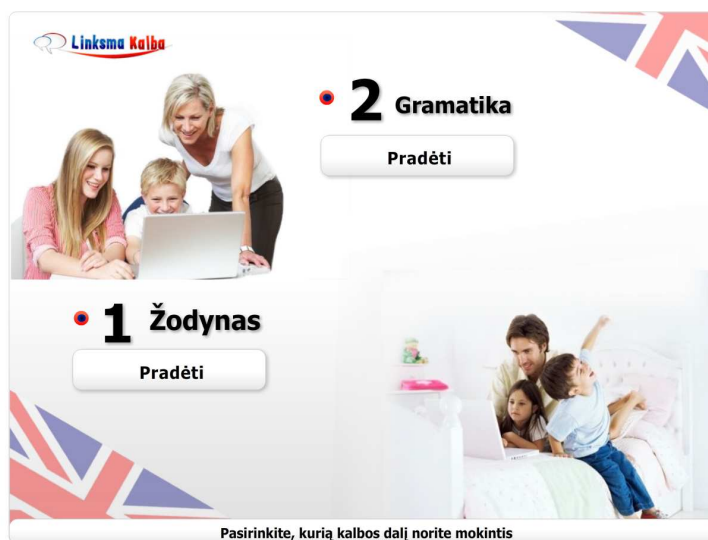 Linksma Kalba
2 Gramatika
Pradėti
1 Žodynas
Pradėti
Pasirinkite, kurią kalbos dalį norite mokintis